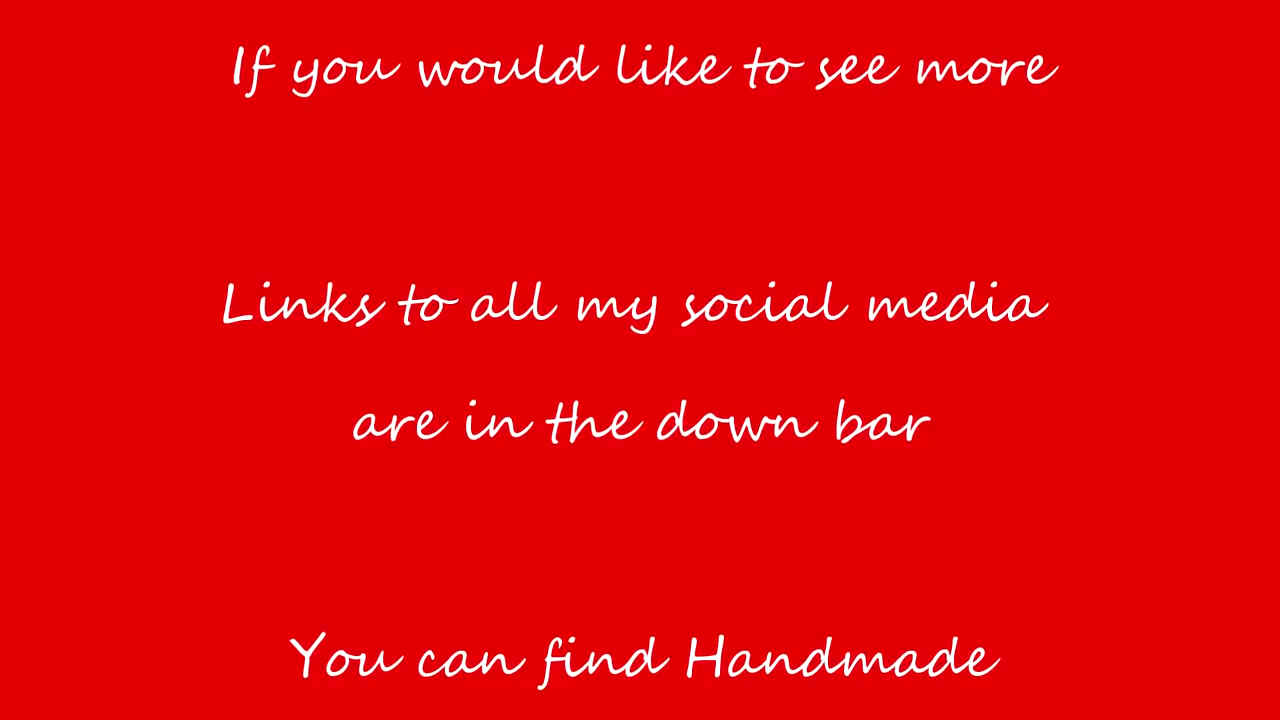 If you would like to see more
Links to all my social media
are in the down bar
You can find Handmade